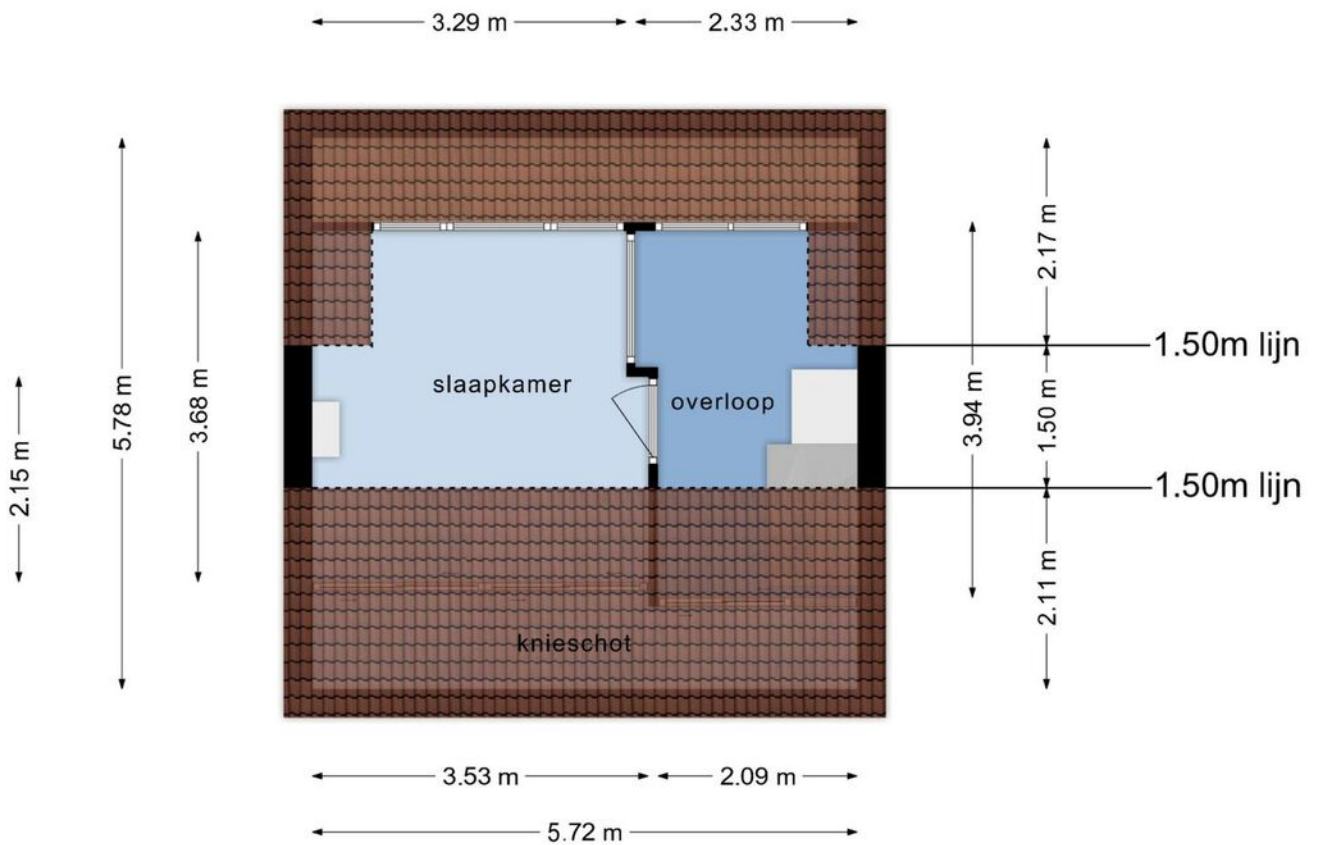 3.29 m
2.33 m
2.17 m
1.50m lijn
5.78 m
3.68 m
slaapkamer
overloop
3.94 m
1.50 m
2.15 m
1.50m lijn
2.11 m
knieschot
3.53 m
2.09 m
5.72 m